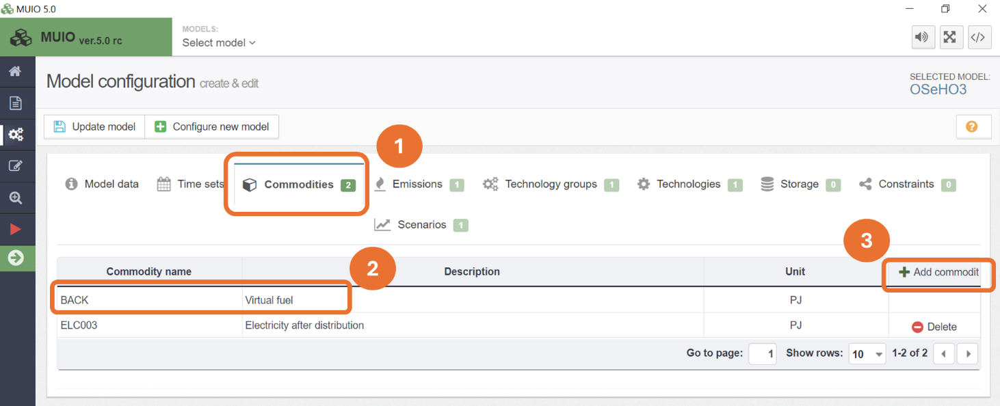 MUIO 5.0
MUIO ver.5.0 rc
MODELS:
Select model
Model configuration create & edit
SELECTED MODEL:
OSeHO3
Update model Configure new model
1
Model data Time sets Commodities 2 Emissions 1 Technology groups 1 Technologies 1 Storage 0 Constraints 0
Scenarios 1
3
2
Commodity name Description Unit Add commodit
BACK Virtual fuel PJ
ELC003 Electricity after distribution PJ Delete
Go to page: 1 Show rows: 10 1-2 of 2